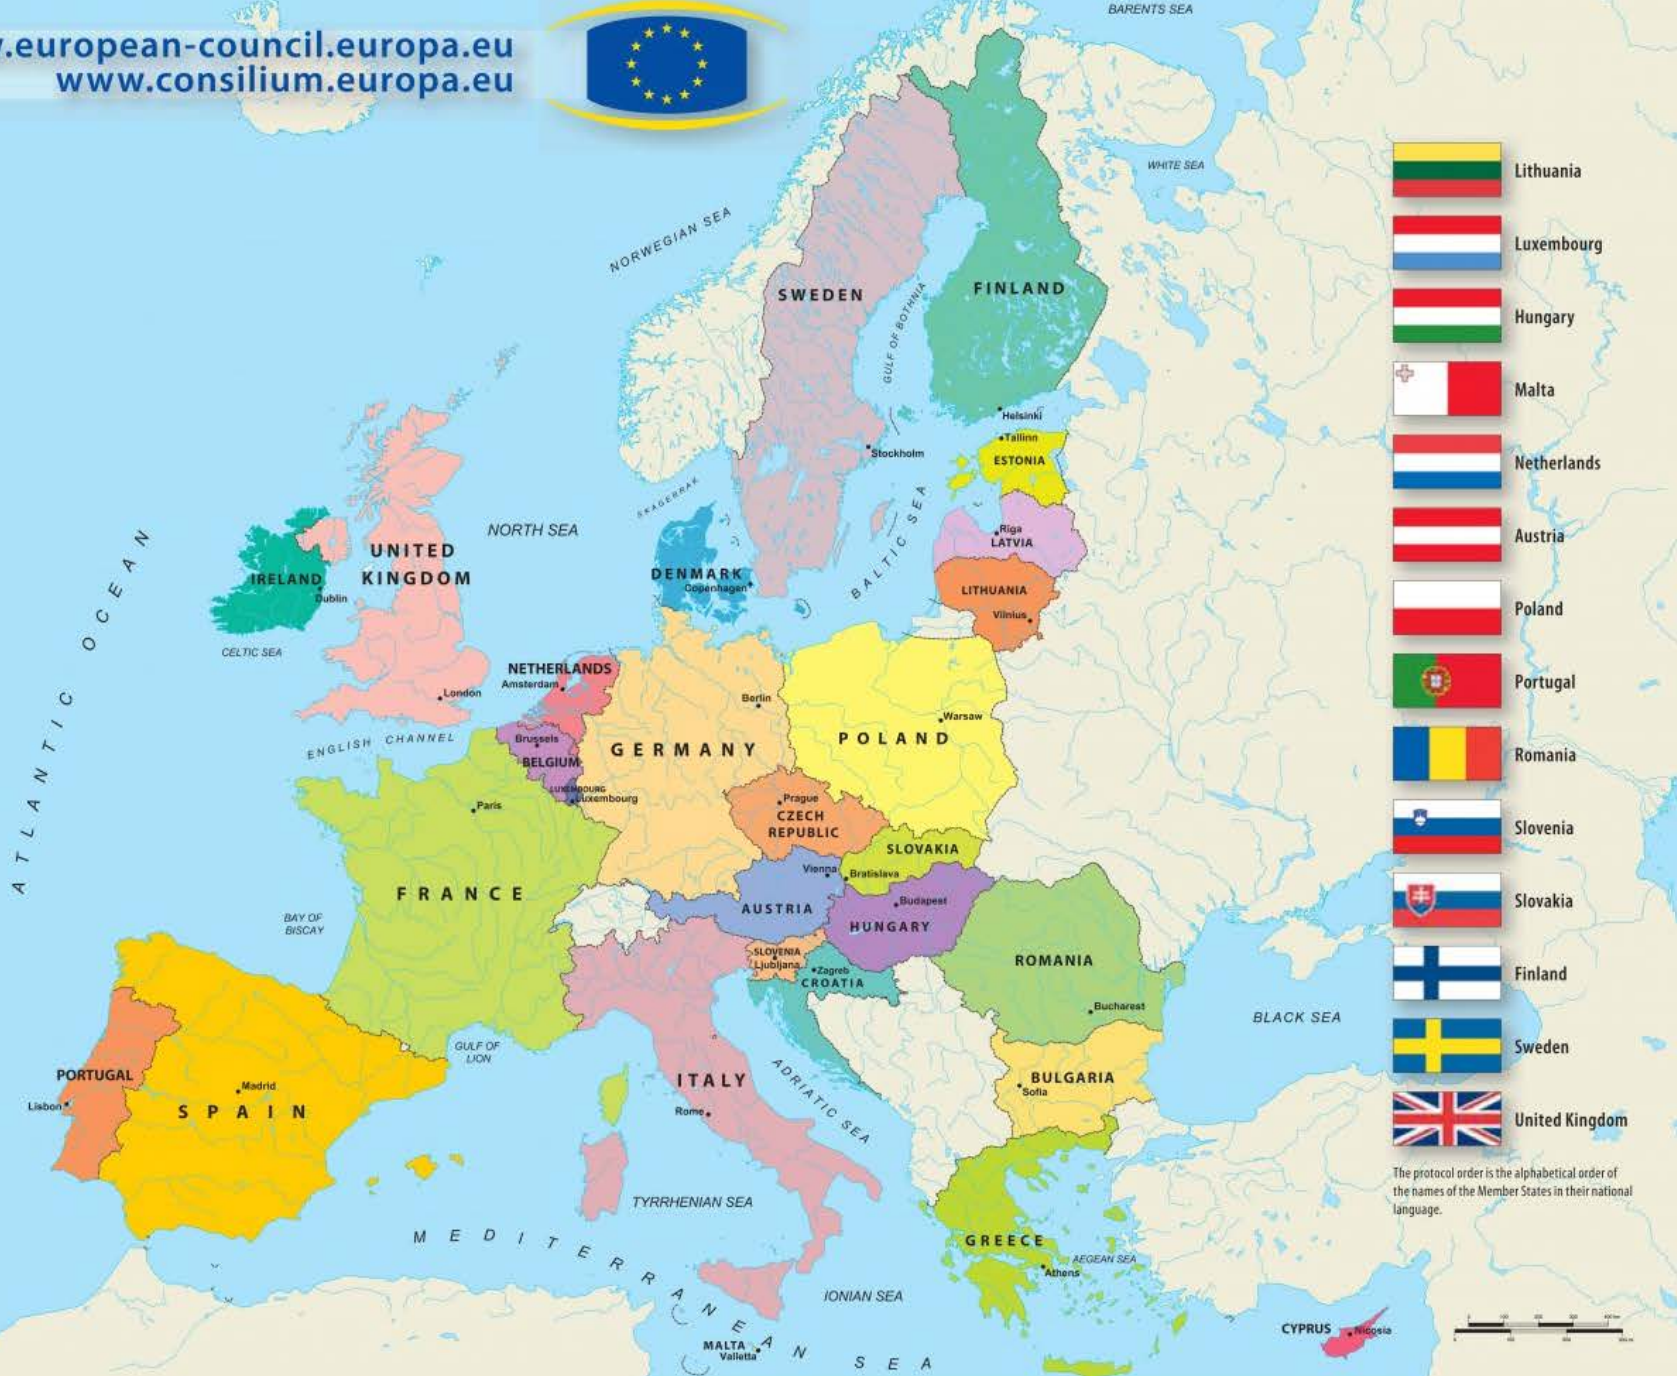 .european-council.europa.eu
www.consilium.europa.eu
BARENTS SEA
WHITE SEA
NORWEGIAN SEA
SWEDEN
FINLAND
GULF OF BOTHNIA
Helsinki
Tallinn
ESTONIA
Stockholm
SKAGERRAK
NORTH SEA
BALTIC SEA
Riga
LATVIA
UNITED
KINGDOM
IRELAND
Dublin
DENMARK
Copenhagen
LITHUANIA
Vilnius
CELTIC SEA
ATLANTIC OCEAN
NETHERLANDS
Amsterdam
London
Berlin
Warsaw
ENGLISH CHANNEL
Brussels
BELGIUM
GERMANY
POLAND
LUXEMBOURG
Luxembourg
Paris
Prague
CZECH
REPUBLIC
SLOVAKIA
Vienna
Bratislava
FRANCE
AUSTRIA
Budapest
HUNGARY
BAY OF
BISCAY
SLOVENIA
Ljubljana
Zagreb
CROATIA
ROMANIA
Bucharest
BLACK SEA
GULF OF
LION
PORTUGAL
Lisbon
Madrid
SPAIN
ITALY
Rome
ADRIATIC SEA
BULGARIA
Sofia
TYRRHENIAN SEA
MEDITERRANEAN SEA
GREECE
AEGEAN SEA
Athens
IONIAN SEA
MALTA
Valletta
CYPRUS
Nicosia
Lithuania
Luxembourg
Hungary
Malta
Netherlands
Austria
Poland
Portugal
Romania
Slovenia
Slovakia
Finland
Sweden
United Kingdom
The protocol order is the alphabetical order of
the names of the Member States in their national
language.